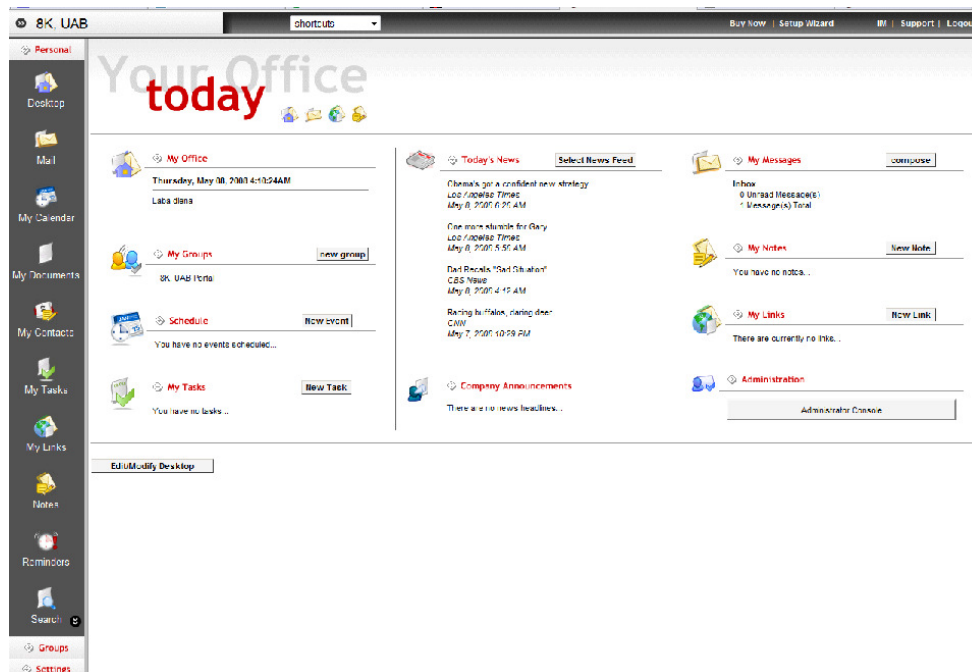 8K, UAB
shortcuts
Buy Now | Setup Wizard
IM | Support | Logou
Personal
Desktop
Mail
My Calender
My Documents
My Contacts
My Tasks
My Links
Notes
Reminders
Search
Groups
Settings
Your Office
today
My Office
Thursday, May 08, 2008 4:10:24AM
Laba diena
My Groups
new group
8K, UAB Portal
Schedule
New Event
You have no events scheduled...
My Tasks
New Task
You have no tasks...
Edit/Modify Desktop
Today's News
Select News Feed
Obama's got a confident new strategy
Los Angeles Times
May 8, 2008 6:26 AM
One more stumble for Gary
Los Angeles Times
May 8, 2008 5:56 AM
Dad Recalls "Sad Situation"
CBS News
May 8, 2008 4:12 AM
Racing buffalos, daring deer
CNN
May 7, 2008 10:29 PM
Company Announcements
There are no news headlines...
My Messages
compose
Inbox
0 Unread Message(s)
1 Message(s) Total
My Notes
New Note
You have no notes...
My Links
New Link
There are currently no links...
Administration
Administrator Console